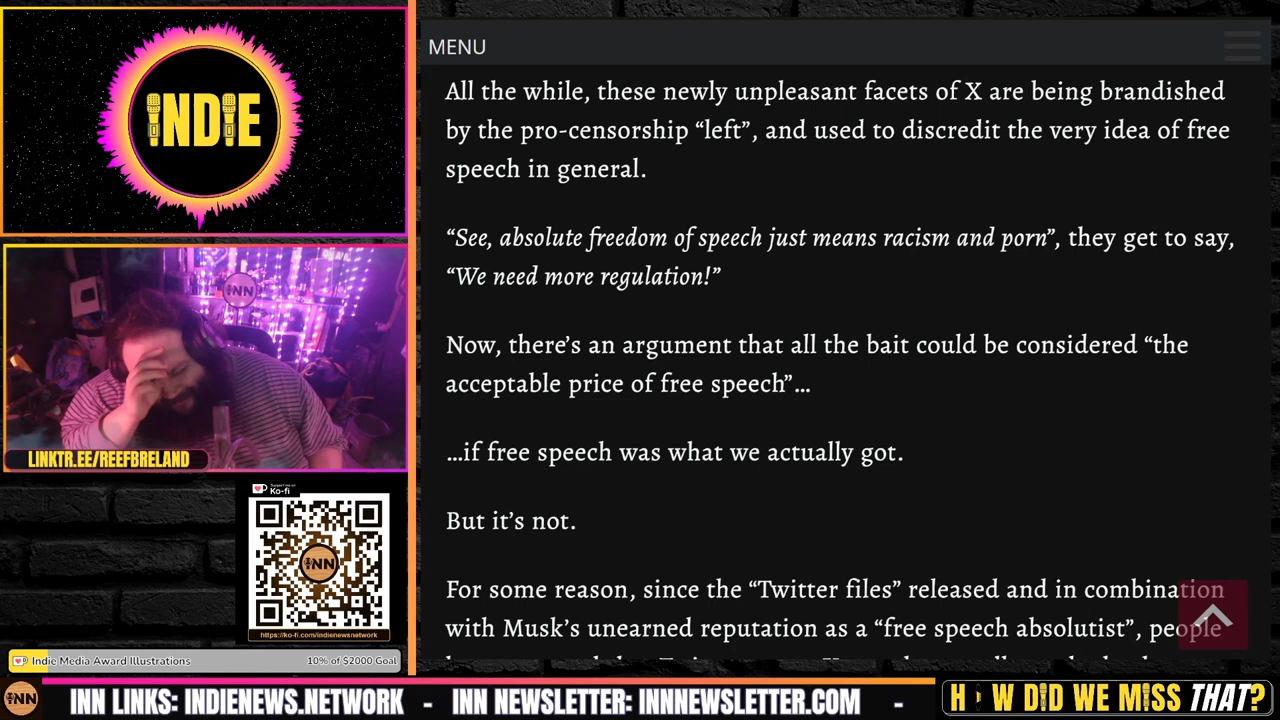 INDIE
INN
LINKTR.EE/REEFBRELAND
Support me on
Ko-fi
INN
https://ko-fi.com/indienewsnetwork
Indie Media Award Illustrations 10% of $2000 Goal
MENU
All the while, these newly unpleasant facets of X are being brandished
by the pro-censorship “left”, and used to discredit the very idea of free
speech in general.
“See, absolute freedom of speech just means racism and porn”, they get to say,
“We need more regulation!”
Now, there’s an argument that all the bait could be considered “the
acceptable price of free speech”…
…if free speech was what we actually got.
But it’s not.
For some reason, since the “Twitter files” released and in combination
with Musk’s unearned reputation as a “free speech absolutist”, people
INN
INN LINKS: INDIENEWS.NETWORK - INN NEWSLETTER: INNNEWSLETTER.COM -
HOW DID WE MISS THAT?